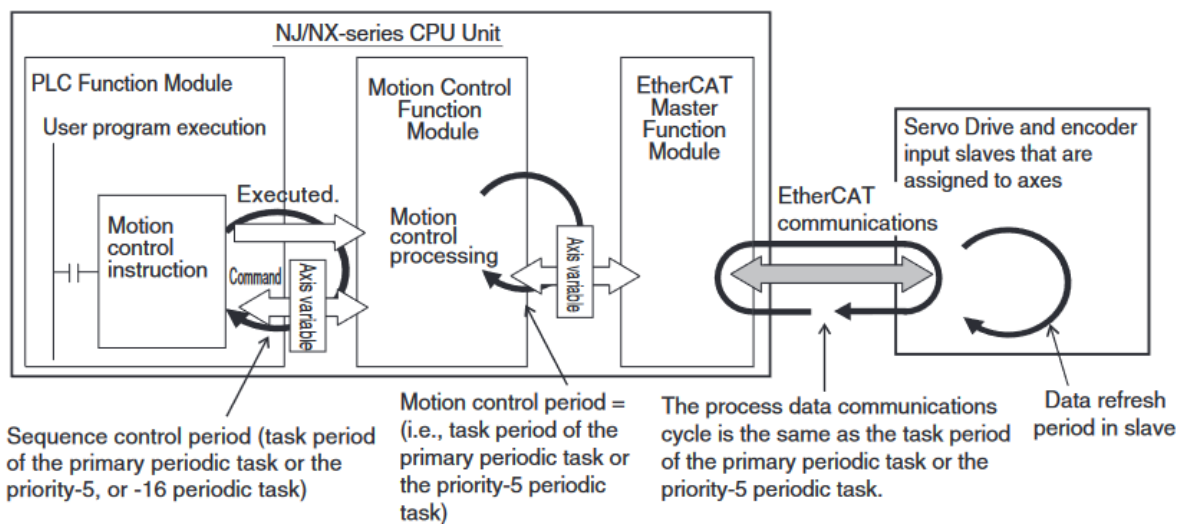 NJ/NX-series CPU Unit
PLC Function Module
User program execution
Motion
control
instruction
Executed.
Command
Axis variable
Motion Control
Function
Module
Motion
control
processing
Axis variable
EtherCAT
Master
Function
Module
EtherCAT
communications
Servo Drive and encoder
input slaves that are
assigned to axes
Sequence control period (task period
of the primary periodic task or the
priority-5, or -16 periodic task)
Motion control period =
(i.e., task period of the
primary periodic task or
the priority-5 periodic
task)
The process data communications
cycle is the same as the task period
of the primary periodic task or the
priority-5 periodic task.
Data refresh
period in slave